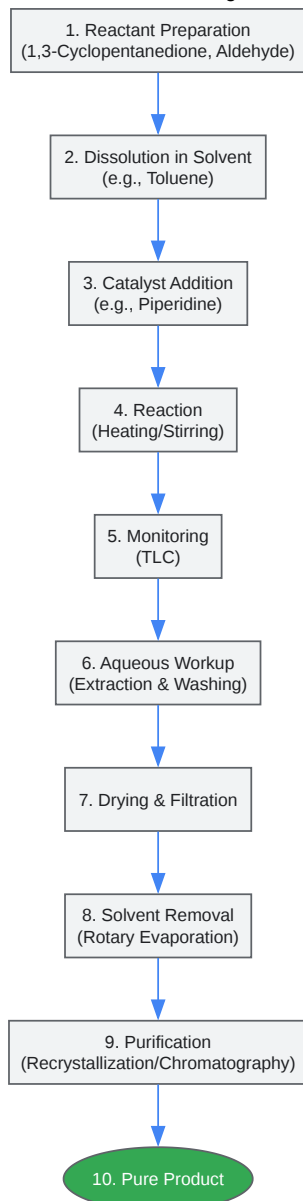 1. Reactant Preparation
(1,3-Cyclopentanedione, Aldehyde)
2. Dissolution in Solvent
(e.g., Toluene)
3. Catalyst Addition
(e.g., Piperidine)
4. Reaction
(Heating/Stirring)
5. Monitoring
(TLC)
6. Aqueous Workup
(Extraction & Washing)
7. Drying & Filtration
8. Solvent Removal
(Rotary Evaporation)
9. Purification
(Recrystallization/Chromatography)
10. Pure Product